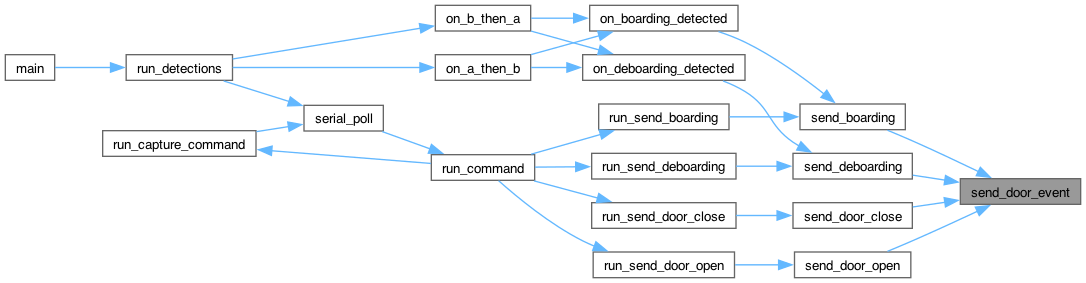 main
run_detections
on_b_then_a
on_a_then_b
on_boarding_detected
on_deboarding_detected
serial_poll
run_capture_command
run_command
run_send_boarding
run_send_deboarding
run_send_door_close
run_send_door_open
send_boarding
send_deboarding
send_door_close
send_door_open
send_door_event